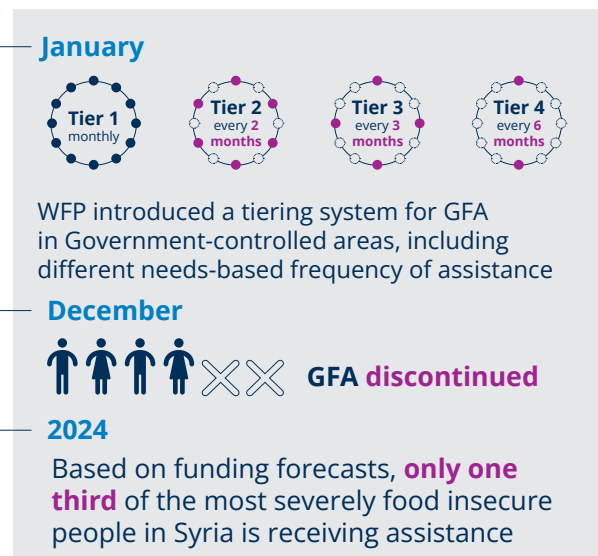 January
Tier 1
monthly
Tier 2
every 2
months
Tier 3
every 3
months
Tier 4
every 6
months
WFP introduced a tiering system for GFA
in Government-controlled areas, including
different needs-based frequency of assistance
December
GFA discontinued
2024
Based on funding forecasts, only one
third of the most severely food insecure
people in Syria is receiving assistance